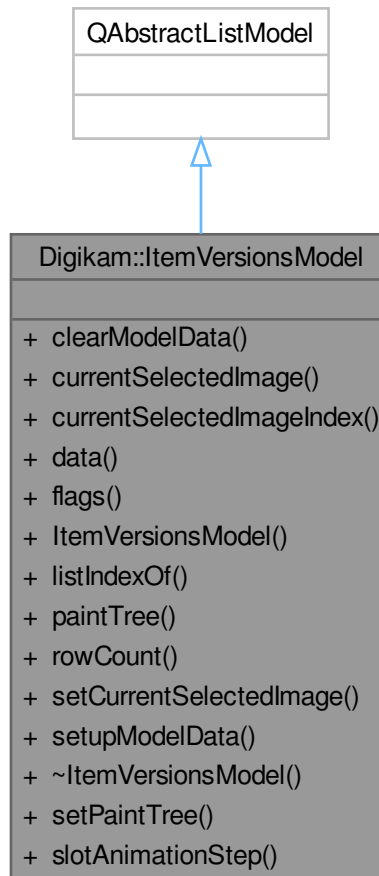 QAbstractListModel
Digikam::ItemVersionsModel
+ clearModelData()
+ currentSelectedImage()
+ currentSelectedImageIndex()
+ data()
+ flags()
+ ItemVersionsModel()
+ listIndexOf()
+ paintTree()
+ rowCount()
+ setCurrentSelectedImage()
+ setupModelData()
+ ~ItemVersionsModel()
+ setPaintTree()
+ slotAnimationStep()